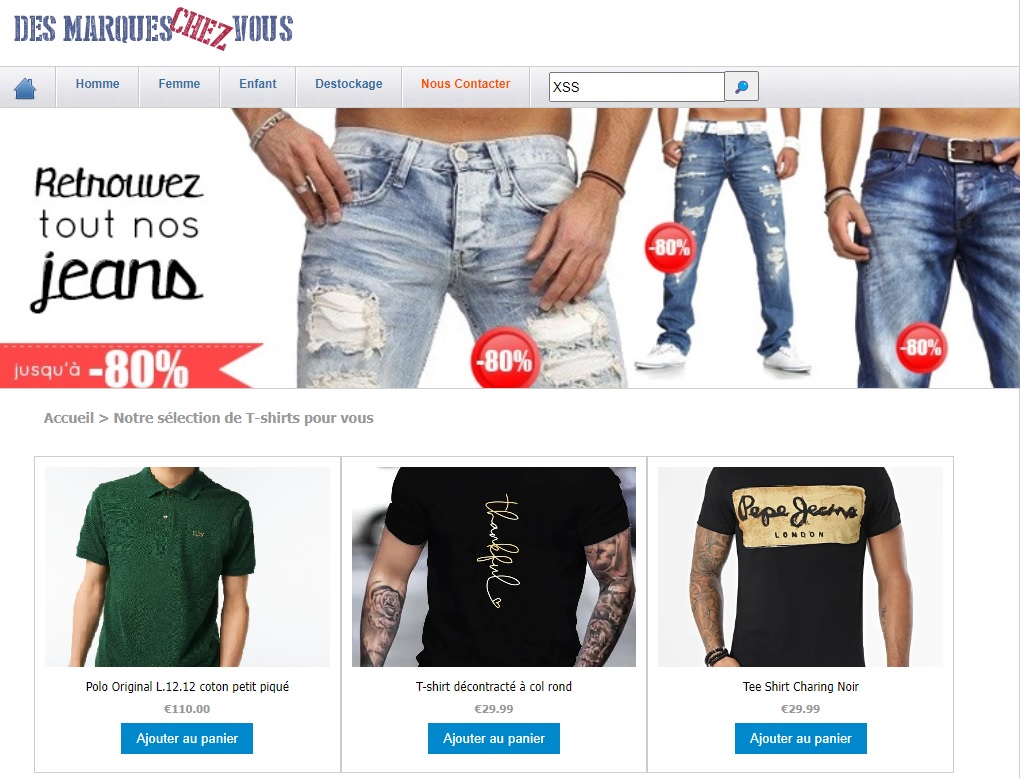 DES MARQUES CHEZ VOUS
Homme Femme Enfant Destockage Nous Contacter XSS
Retrouvez
tout nos
jeans
jusqu'à -80%
-80%
-80%
-80%
Accueil > Notre sélection de T-shirts pour vous
thankful
Pepe Jeans
LONDON
Polo Original L.12.12 coton petit piqué
€110.00
Ajouter au panier
T-shirt décontracté à col rond
€29.99
Ajouter au panier
Tee Shirt Charing Noir
€29.99
Ajouter au panier